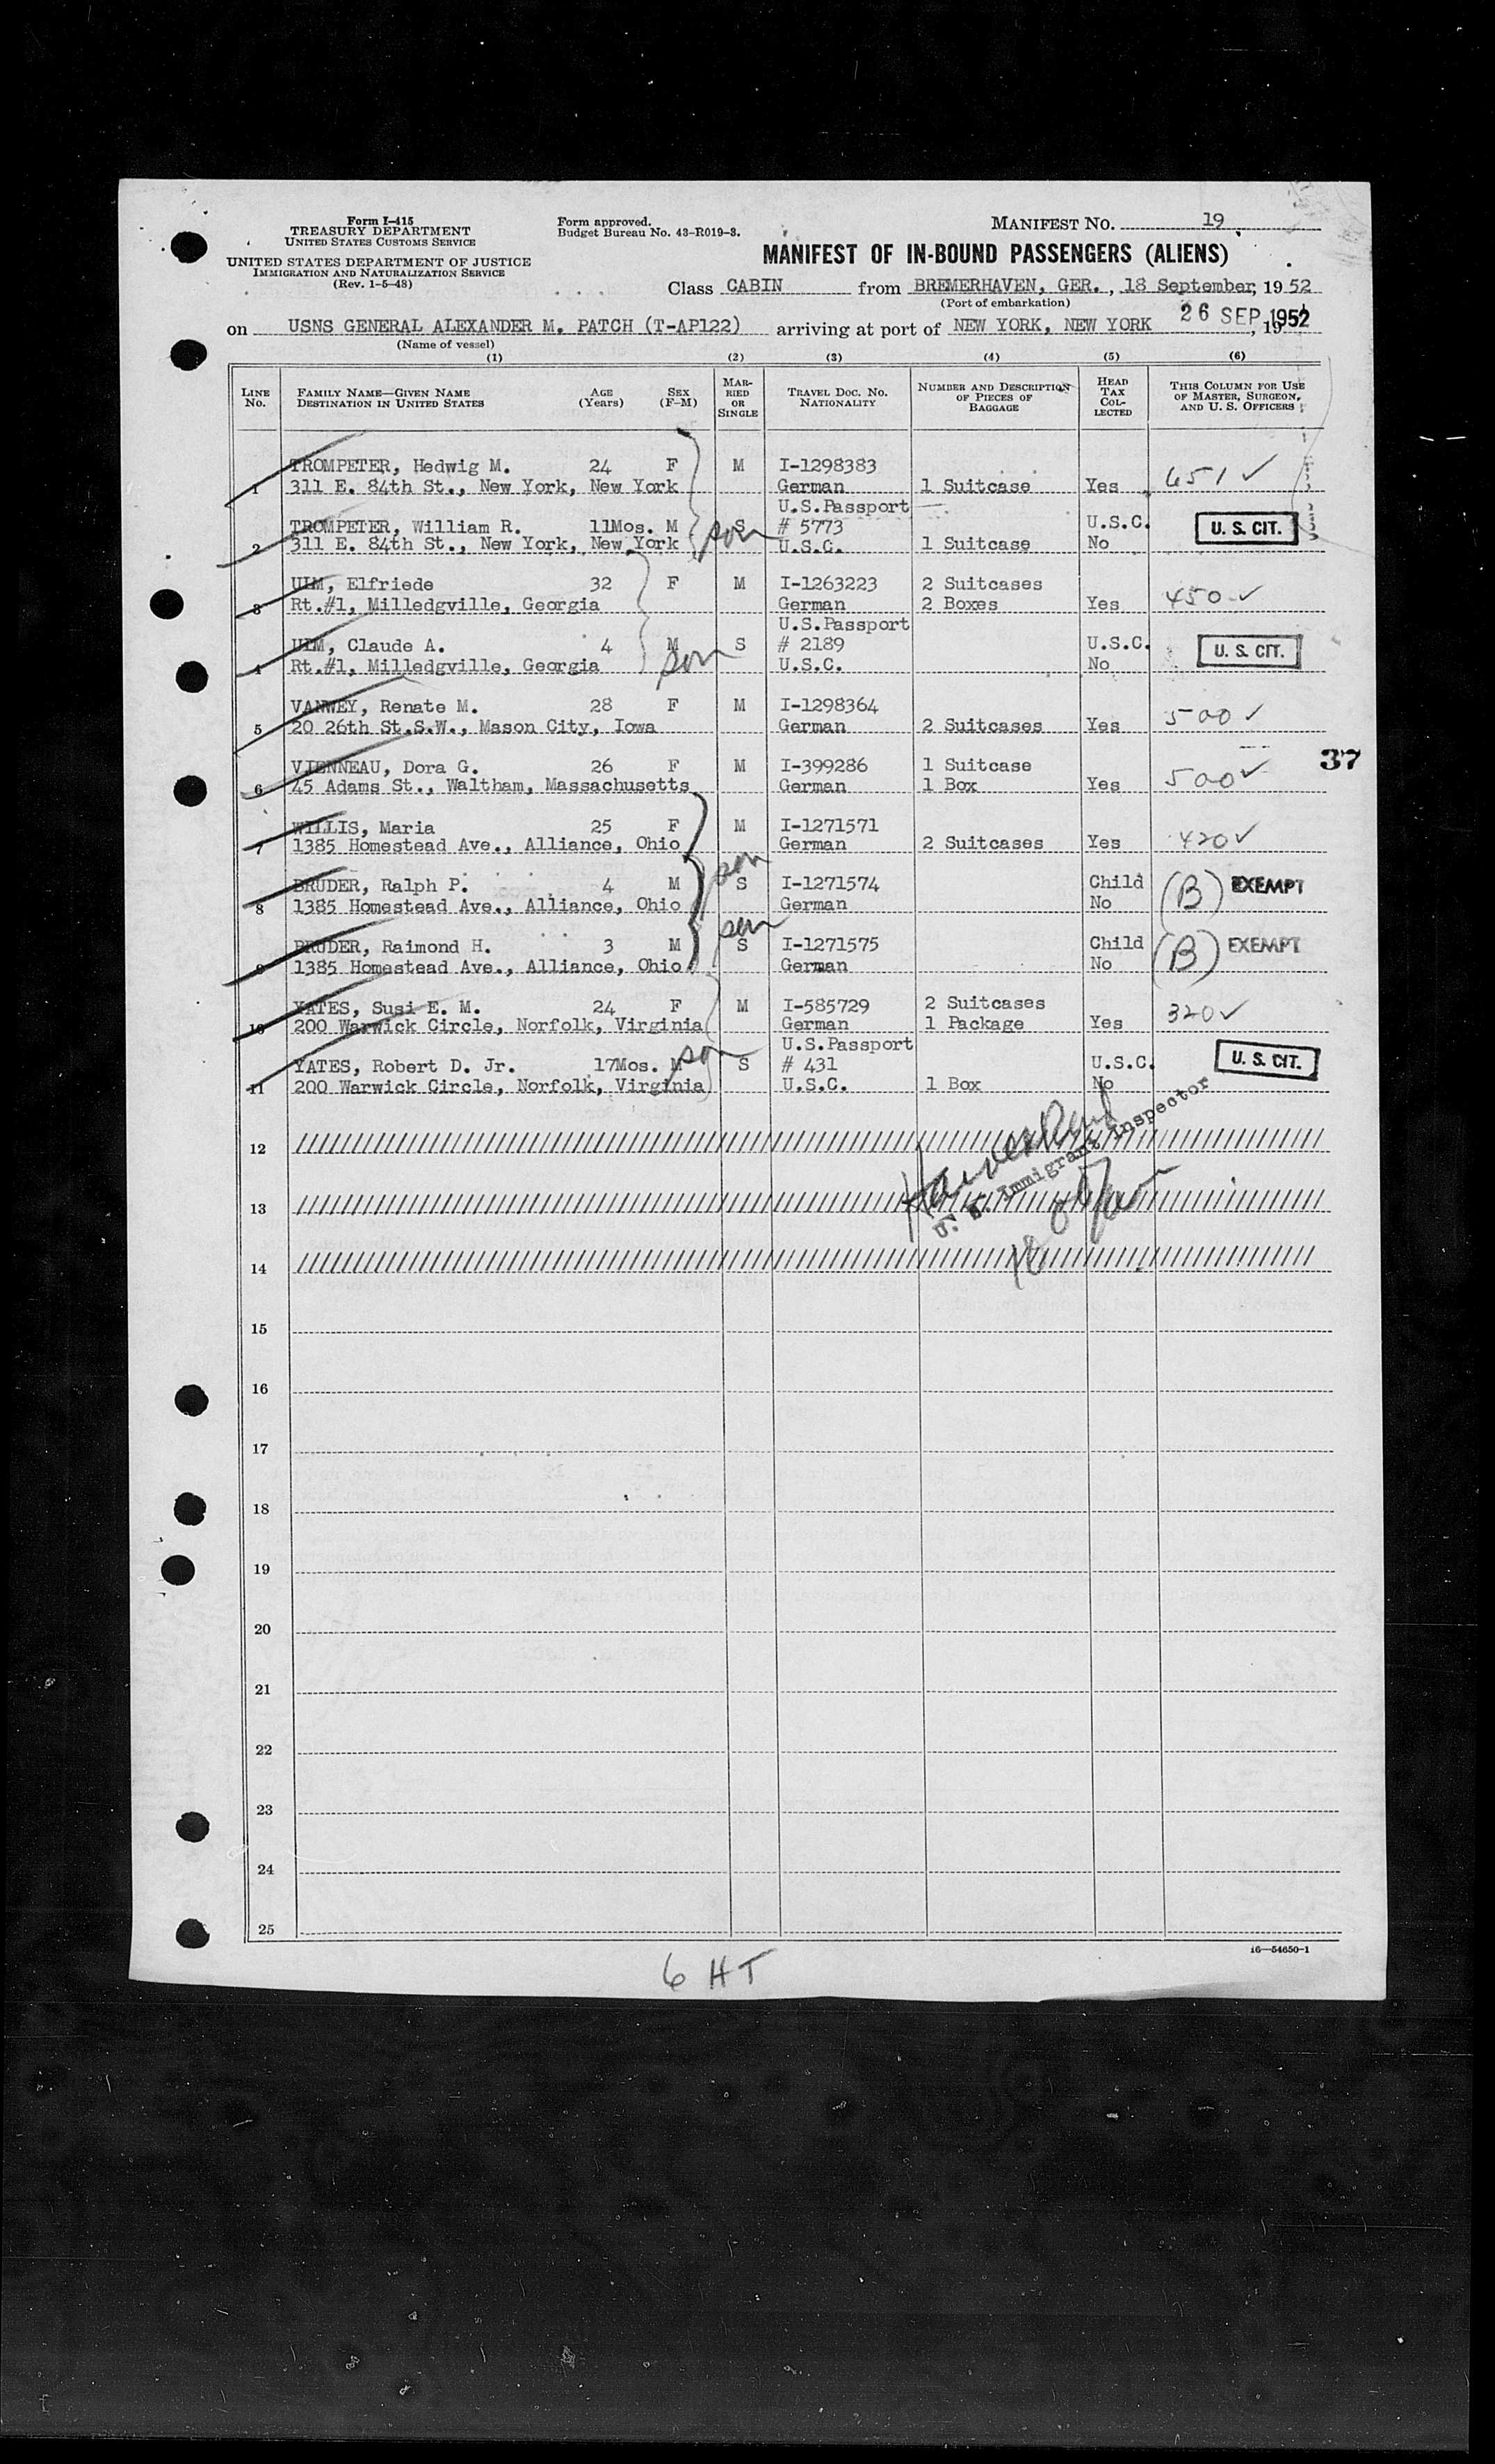 Form I-415
TREASURY DEPARTMENT
UNITED STATES CUSTOMS SERVICE
UNITED STATES DEPARTMENT OF JUSTICE
IMMIGRATION AND NATURALIZATION SERVICE
(Rev. 1-5-48)
Form approved.
Budget Bureau No. 43-R019-3.
MANIFEST NO. 19
MANIFEST OF IN-BOUND PASSENGERS (ALIENS)
Class CABIN from BREMERHAVEN, GER., 18 September, 1952
(Port of embarkation)
on USNS GENERAL ALEXANDER M. PATCH (T-AP122) arriving at port of NEW YORK, NEW YORK 26 SEP 1952, 19
(Name of vessel)
(1) (2) (3) (4) (5) (6)
LINE No. FAMILY NAME—GIVEN NAME DESTINATION IN UNITED STATES AGE (Years) SEX (F-M) MARRIED OR SINGLE TRAVEL DOC. NO. NATIONALITY NUMBER AND DESCRIPTION OF PIECES OF BAGGAGE HEAD TAX COLLECTED THIS COLUMN FOR USE OF MASTER, SURGEON, AND U. S. OFFICERS
TROMPETER, Hedwig M. 24 F M I-1298383
1 311 E. 84th St., New York, New York German 1 Suitcase Yes 651 ✓
U.S.Passport
TROMPETER, William R. 11Mos. M son S # 5773 U.S.C. U. S. CIT.
2 311 E. 84th St., New York, New York U.S.C. 1 Suitcase No
ULM, Elfriede 32 F M I-1263223 2 Suitcases
3 Rt.#1, Milledgville, Georgia German 2 Boxes Yes 450 ✓
U.S.Passport
ULM, Claude A. 4 M son S # 2189 U.S.C. U. S. CIT.
4 Rt.#1, Milledgville, Georgia U.S.C. No
VANWEY, Renate M. 28 F M I-1298364
5 20 26th St.S.W., Mason City, Iowa German 2 Suitcases Yes 500 ✓
VIENNEAU, Dora G. 26 F M I-399286 1 Suitcase
6 45 Adams St., Waltham, Massachusetts German 1 Box Yes 500 ✓
37
WILLIS, Maria 25 F M I-1271571
7 1385 Homestead Ave., Alliance, Ohio German 2 Suitcases Yes 420 ✓
BRUDER, Ralph P. 4 M son S I-1271574 Child (B) EXEMPT
8 1385 Homestead Ave., Alliance, Ohio German No
BRUDER, Raimond H. 3 M son S I-1271575 Child (B) EXEMPT
9 1385 Homestead Ave., Alliance, Ohio German No
YATES, Susi E. M. 24 F M I-585729 2 Suitcases
10 200 Warwick Circle, Norfolk, Virginia German 1 Package Yes 320 ✓
U.S.Passport
YATES, Robert D. Jr. 17Mos. M son S # 431 U.S.C. U. S. CIT.
11 200 Warwick Circle, Norfolk, Virginia U.S.C. 1 Box No
12
U. S. Immigrant Inspector
13
14
15
16
17
18
19
20
21
22
23
24
25
16—54650-1
6 HT